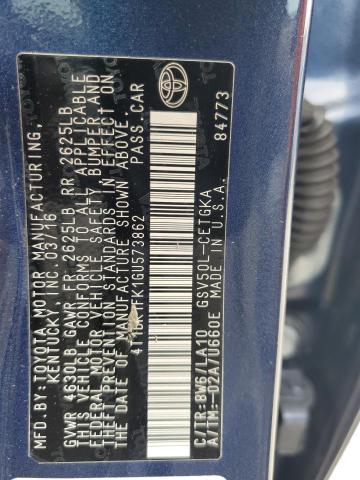 MFD. BY:
TOYOTA MOTOR MANUFACTURING,
KENTUCKY, INC. 03/16
GVWR 4630LB GAWR FR 2625LB RR 2625LB
THIS VEHICLE CONFORMS TO ALL APPLICABLE
FEDERAL MOTOR VEHICLE SAFETY, BUMPER AND
THEFT PREVENTION STANDARDS IN EFFECT ON
THE DATE OF MANUFACTURE SHOWN ABOVE.
PASS. CAR
C/TR:8W6/LA10 GSV50L-CETGKA
A/TM:-02A/U660E MADE IN U.S.A.
84773